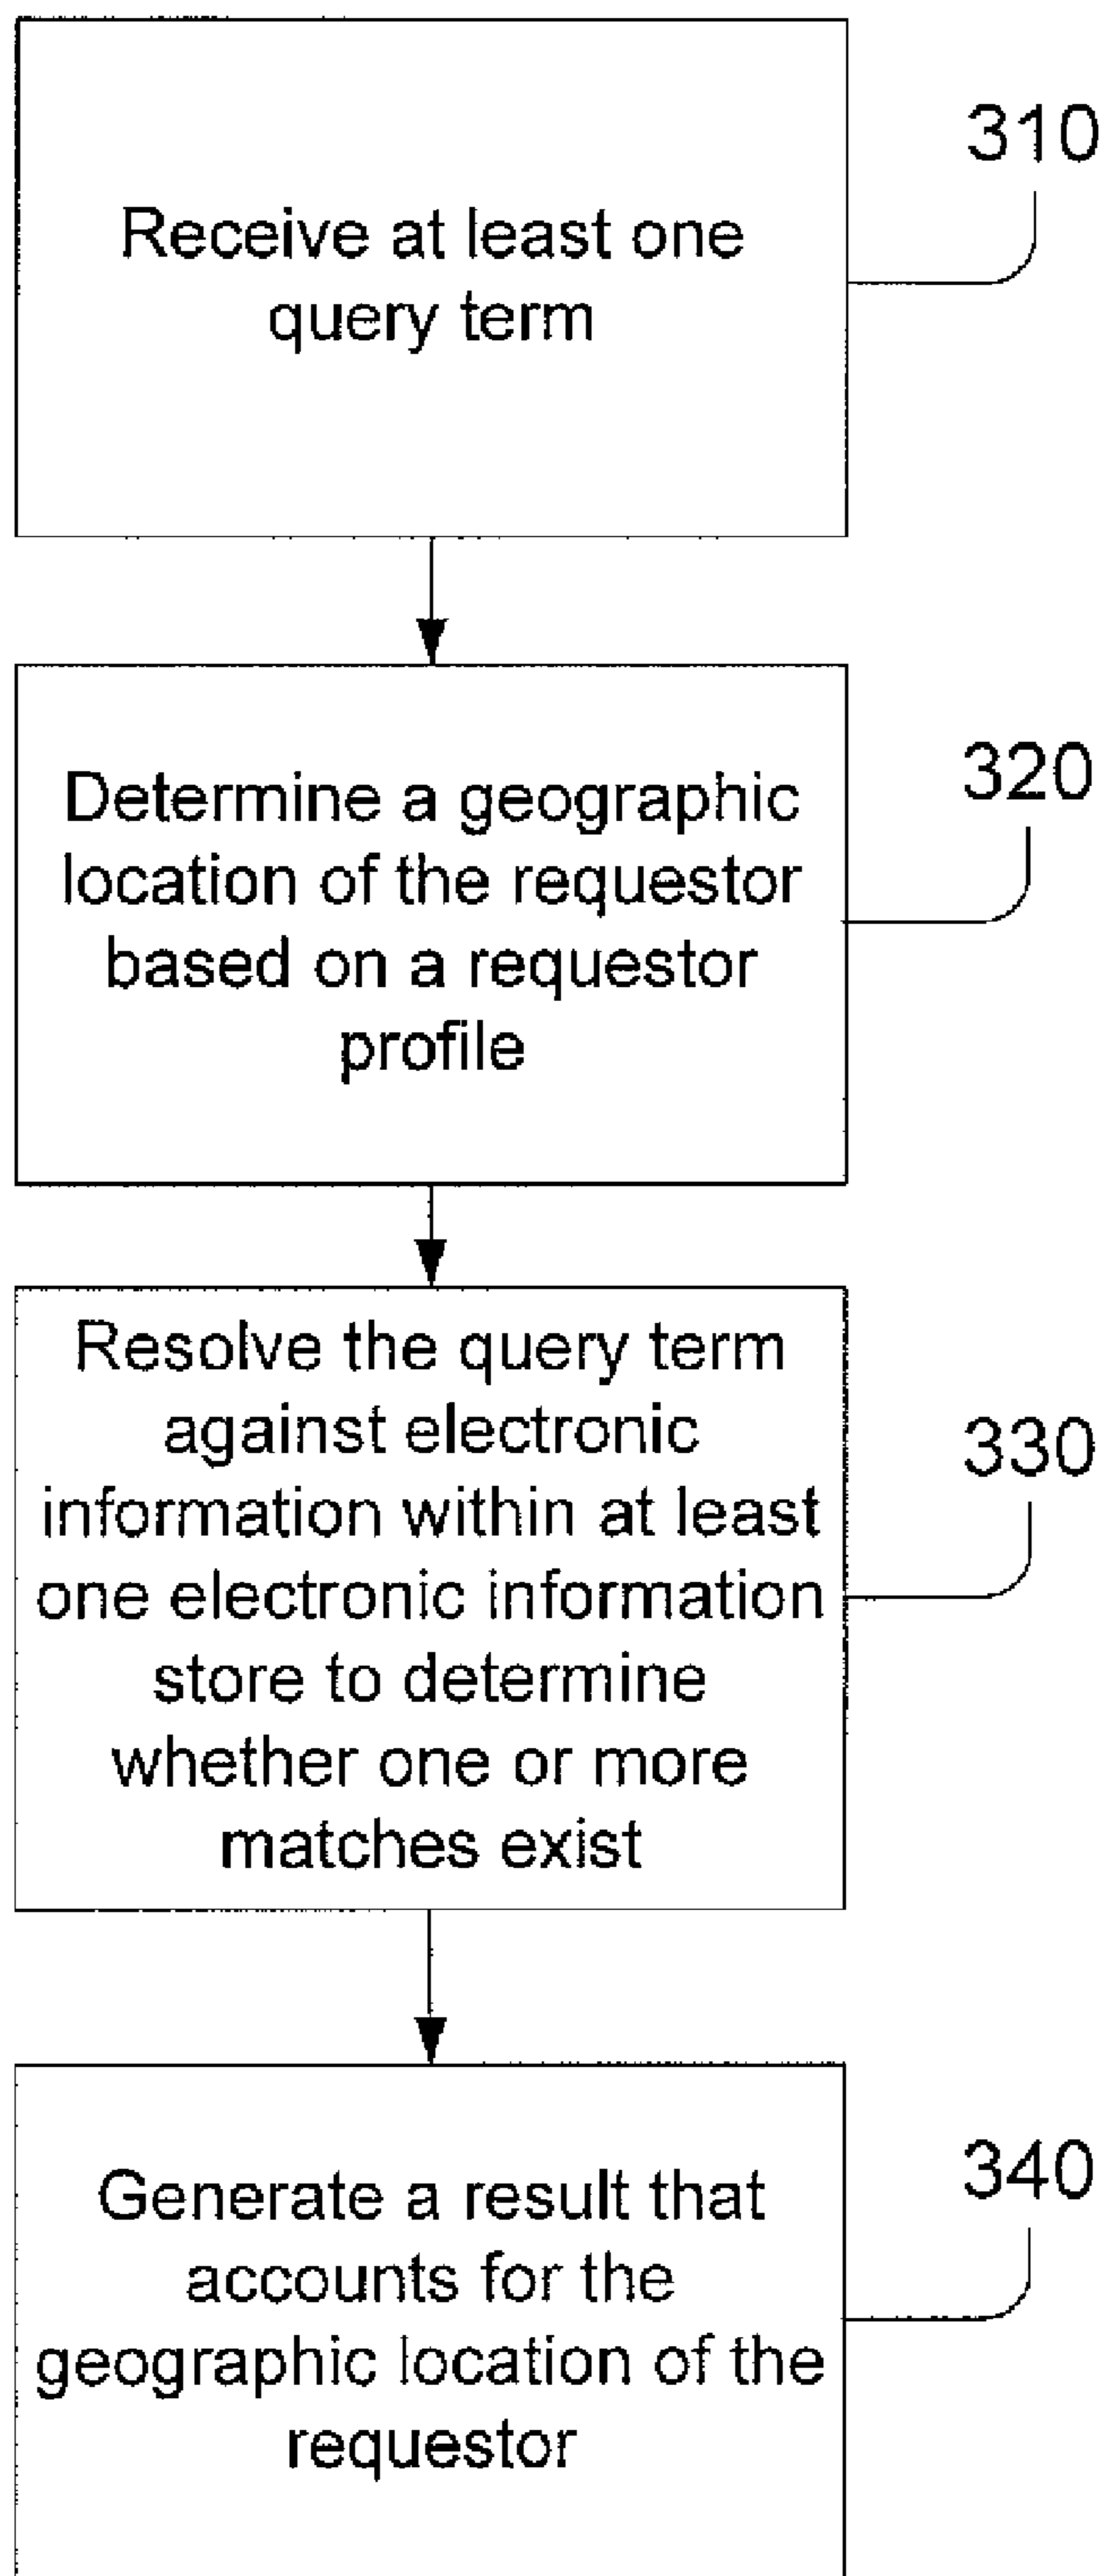 Receive at least one
query term
310
Determine a geographic
location of the requestor
based on a requestor
profile
320
Resolve the query term
against electronic
information within at least
one electronic information
store to determine
whether one or more
matches exist
330
Generate a result that
accounts for the
geographic location of the
requestor
340